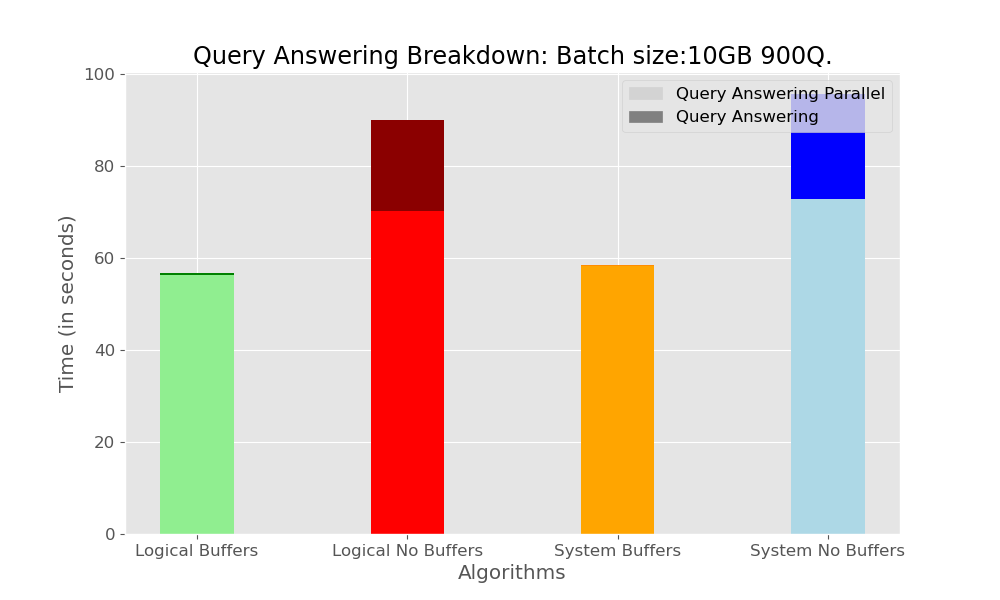 Query Answering Breakdown: Batch size:10GB 900Q.
100
80
60
40
20
0
Time (in seconds)
Query Answering Parallel
Query Answering
Logical Buffers
Logical No Buffers
System Buffers
System No Buffers
Algorithms